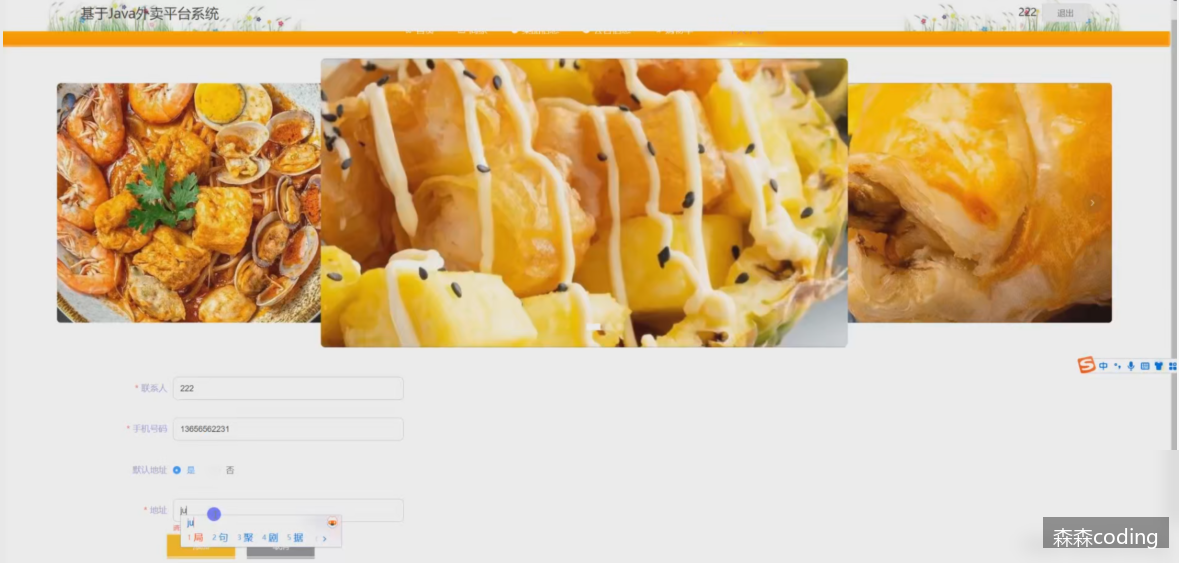 基于Java外卖平台系统
222 退出
* 联系人 222
* 手机号码 13656562231
默认地址 是 否
* 地址 ju
ju
1 局 2 句 3 聚 4 剧 5 据
中
森森coding